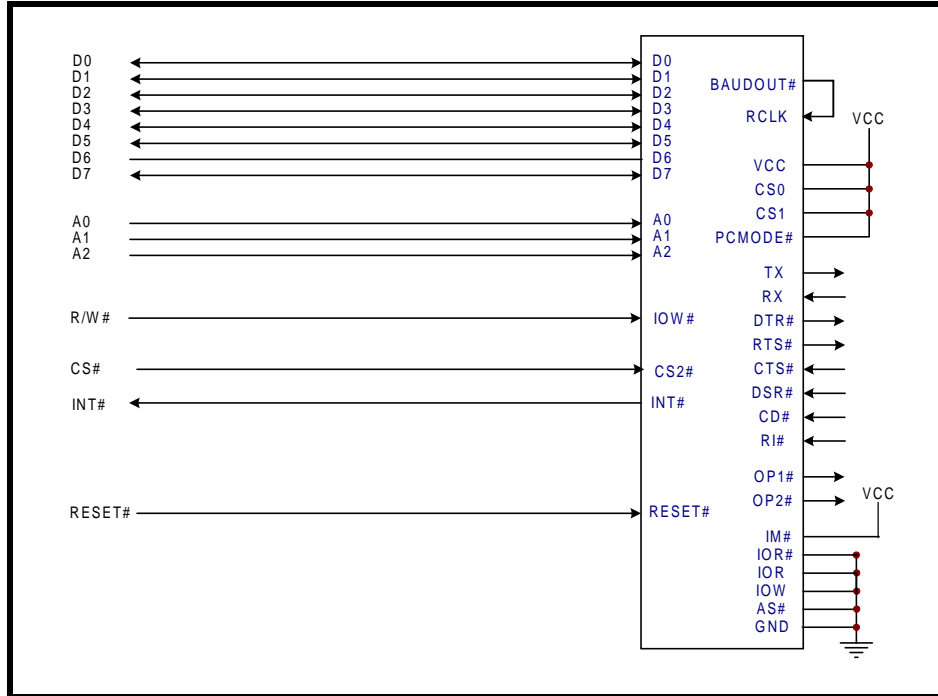 D0
D1
D2
D3
D4
D5
D6
D7
A0
A1
A2
R/W#
CS#
INT#
RESET#
D0
D1
D2
D3
D4
D5
D6
D7
A0
A1
A2
IOW#
CS2#
INT#
RESET#
BAUDOUT#
RCLK
VCC
CS0
CS1
PCMODE#
TX
RX
DTR#
RTS#
CTS#
DSR#
CD#
RI#
OP1#
OP2#
IM#
IOR#
IOR
IOW
AS#
GND
VCC
VCC